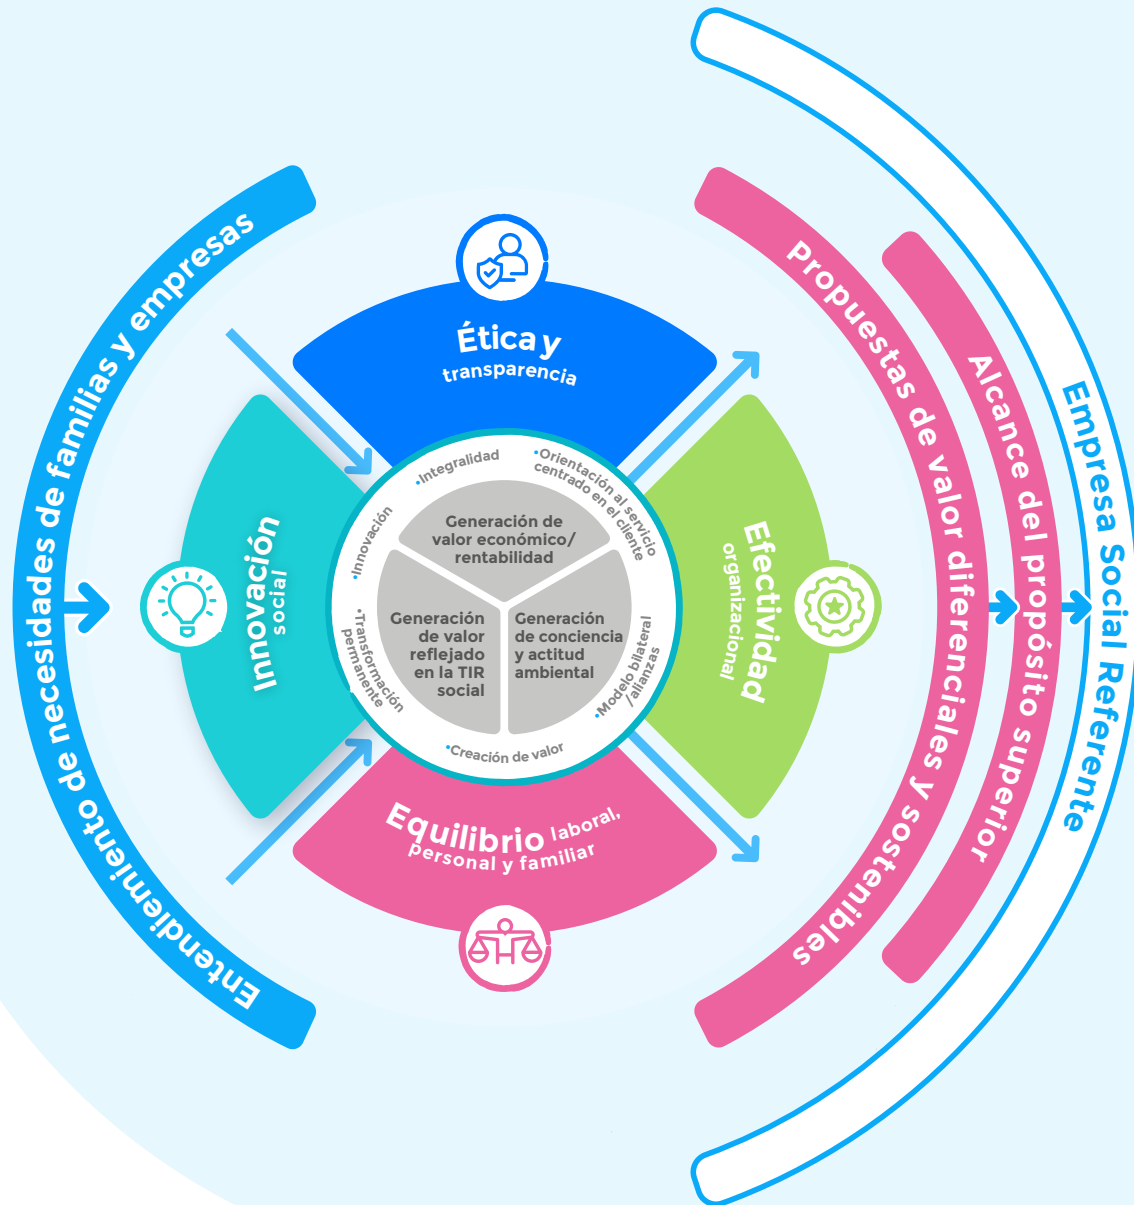 Entendiemiento de necesidades de familias y empresas
Ética y
transparencia
Innovación
social
Efectividad
organizacional
Equilibrio laboral,
personal y familiar
•Integralidad
•Orientación al servicio
centrado en el cliente
•Innovación
•Transformación
permanente
•Modelo bilateral
/alianzas
•Creación de valor
Generación de
valor económico/
rentabilidad
Generación
de valor
reflejado
en la TIR
social
Generación
de conciencia
y actitud
ambiental
Propuestas de valor diferenciales y sostenibles
Alcance del propósito superior
Empresa Social Referente